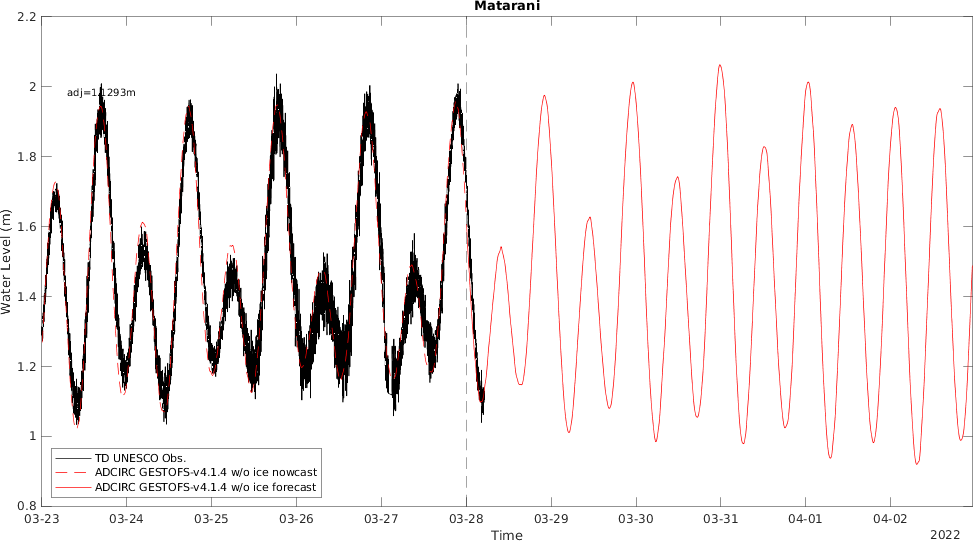 Matarani
2.2
2
1.8
1.6
1.4
1.2
1
0.8
Water Level (m)
adj=1.1293m
TD UNESCO Obs.
ADCIRC GESTOFS-v4.1.4 w/o ice nowcast
ADCIRC GESTOFS-v4.1.4 w/o ice forecast
03-23 03-24 03-25 03-26 03-27 03-28 03-29 03-30 03-31 04-01 04-02
Time
2022